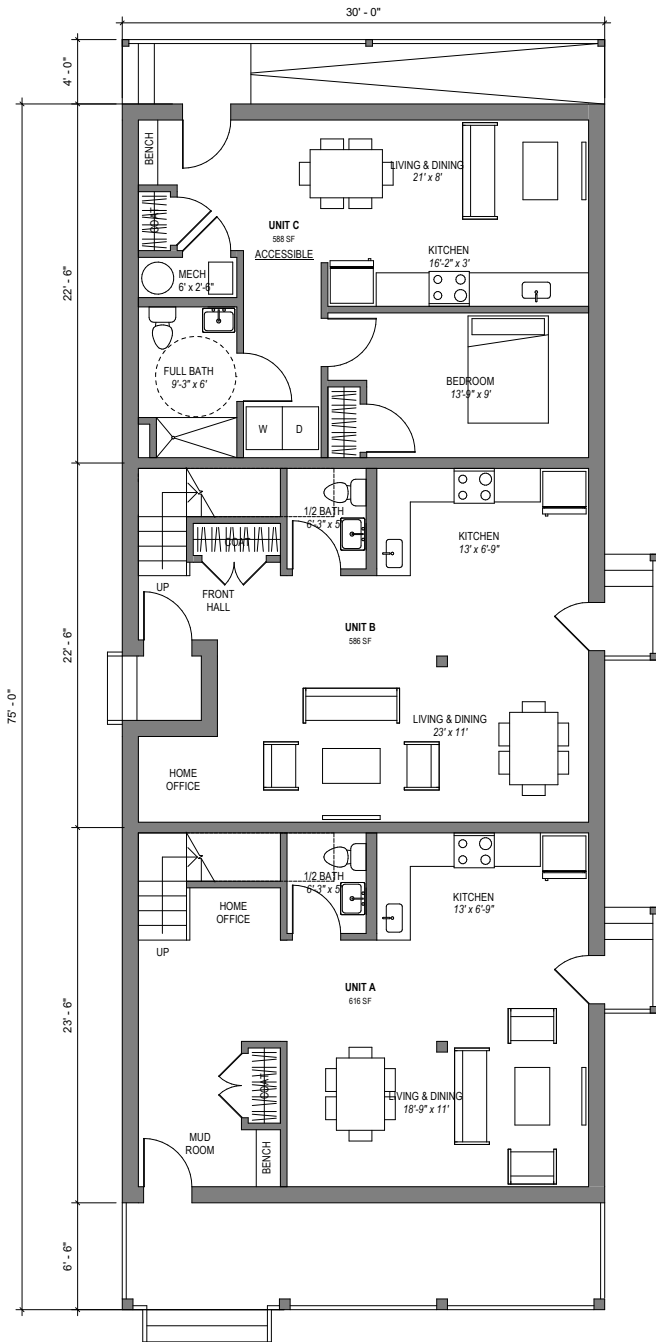 30' - 0"
4' - 0"
BENCH
LIVING & DINING
21' x 8'
COAT
UNIT C
588 SF
ACCESSIBLE
KITCHEN
16'-2" x 3'
MECH
6' x 2'-6"
22' - 6"
FULL BATH
9'-3" x 6'
BEDROOM
13'-9" x 9'
W
D
1/2 BATH
6'-3" x 5'
COAT
KITCHEN
13' x 6'-9"
UP
FRONT
HALL
UNIT B
586 SF
22' - 6"
75' - 0"
LIVING & DINING
23' x 11'
HOME
OFFICE
1/2 BATH
6'-3" x 5'
KITCHEN
13' x 6'-9"
HOME
OFFICE
UP
UNIT A
616 SF
23' - 6"
COAT
LIVING & DINING
18'-9" x 11'
MUD
ROOM
BENCH
6' - 6"